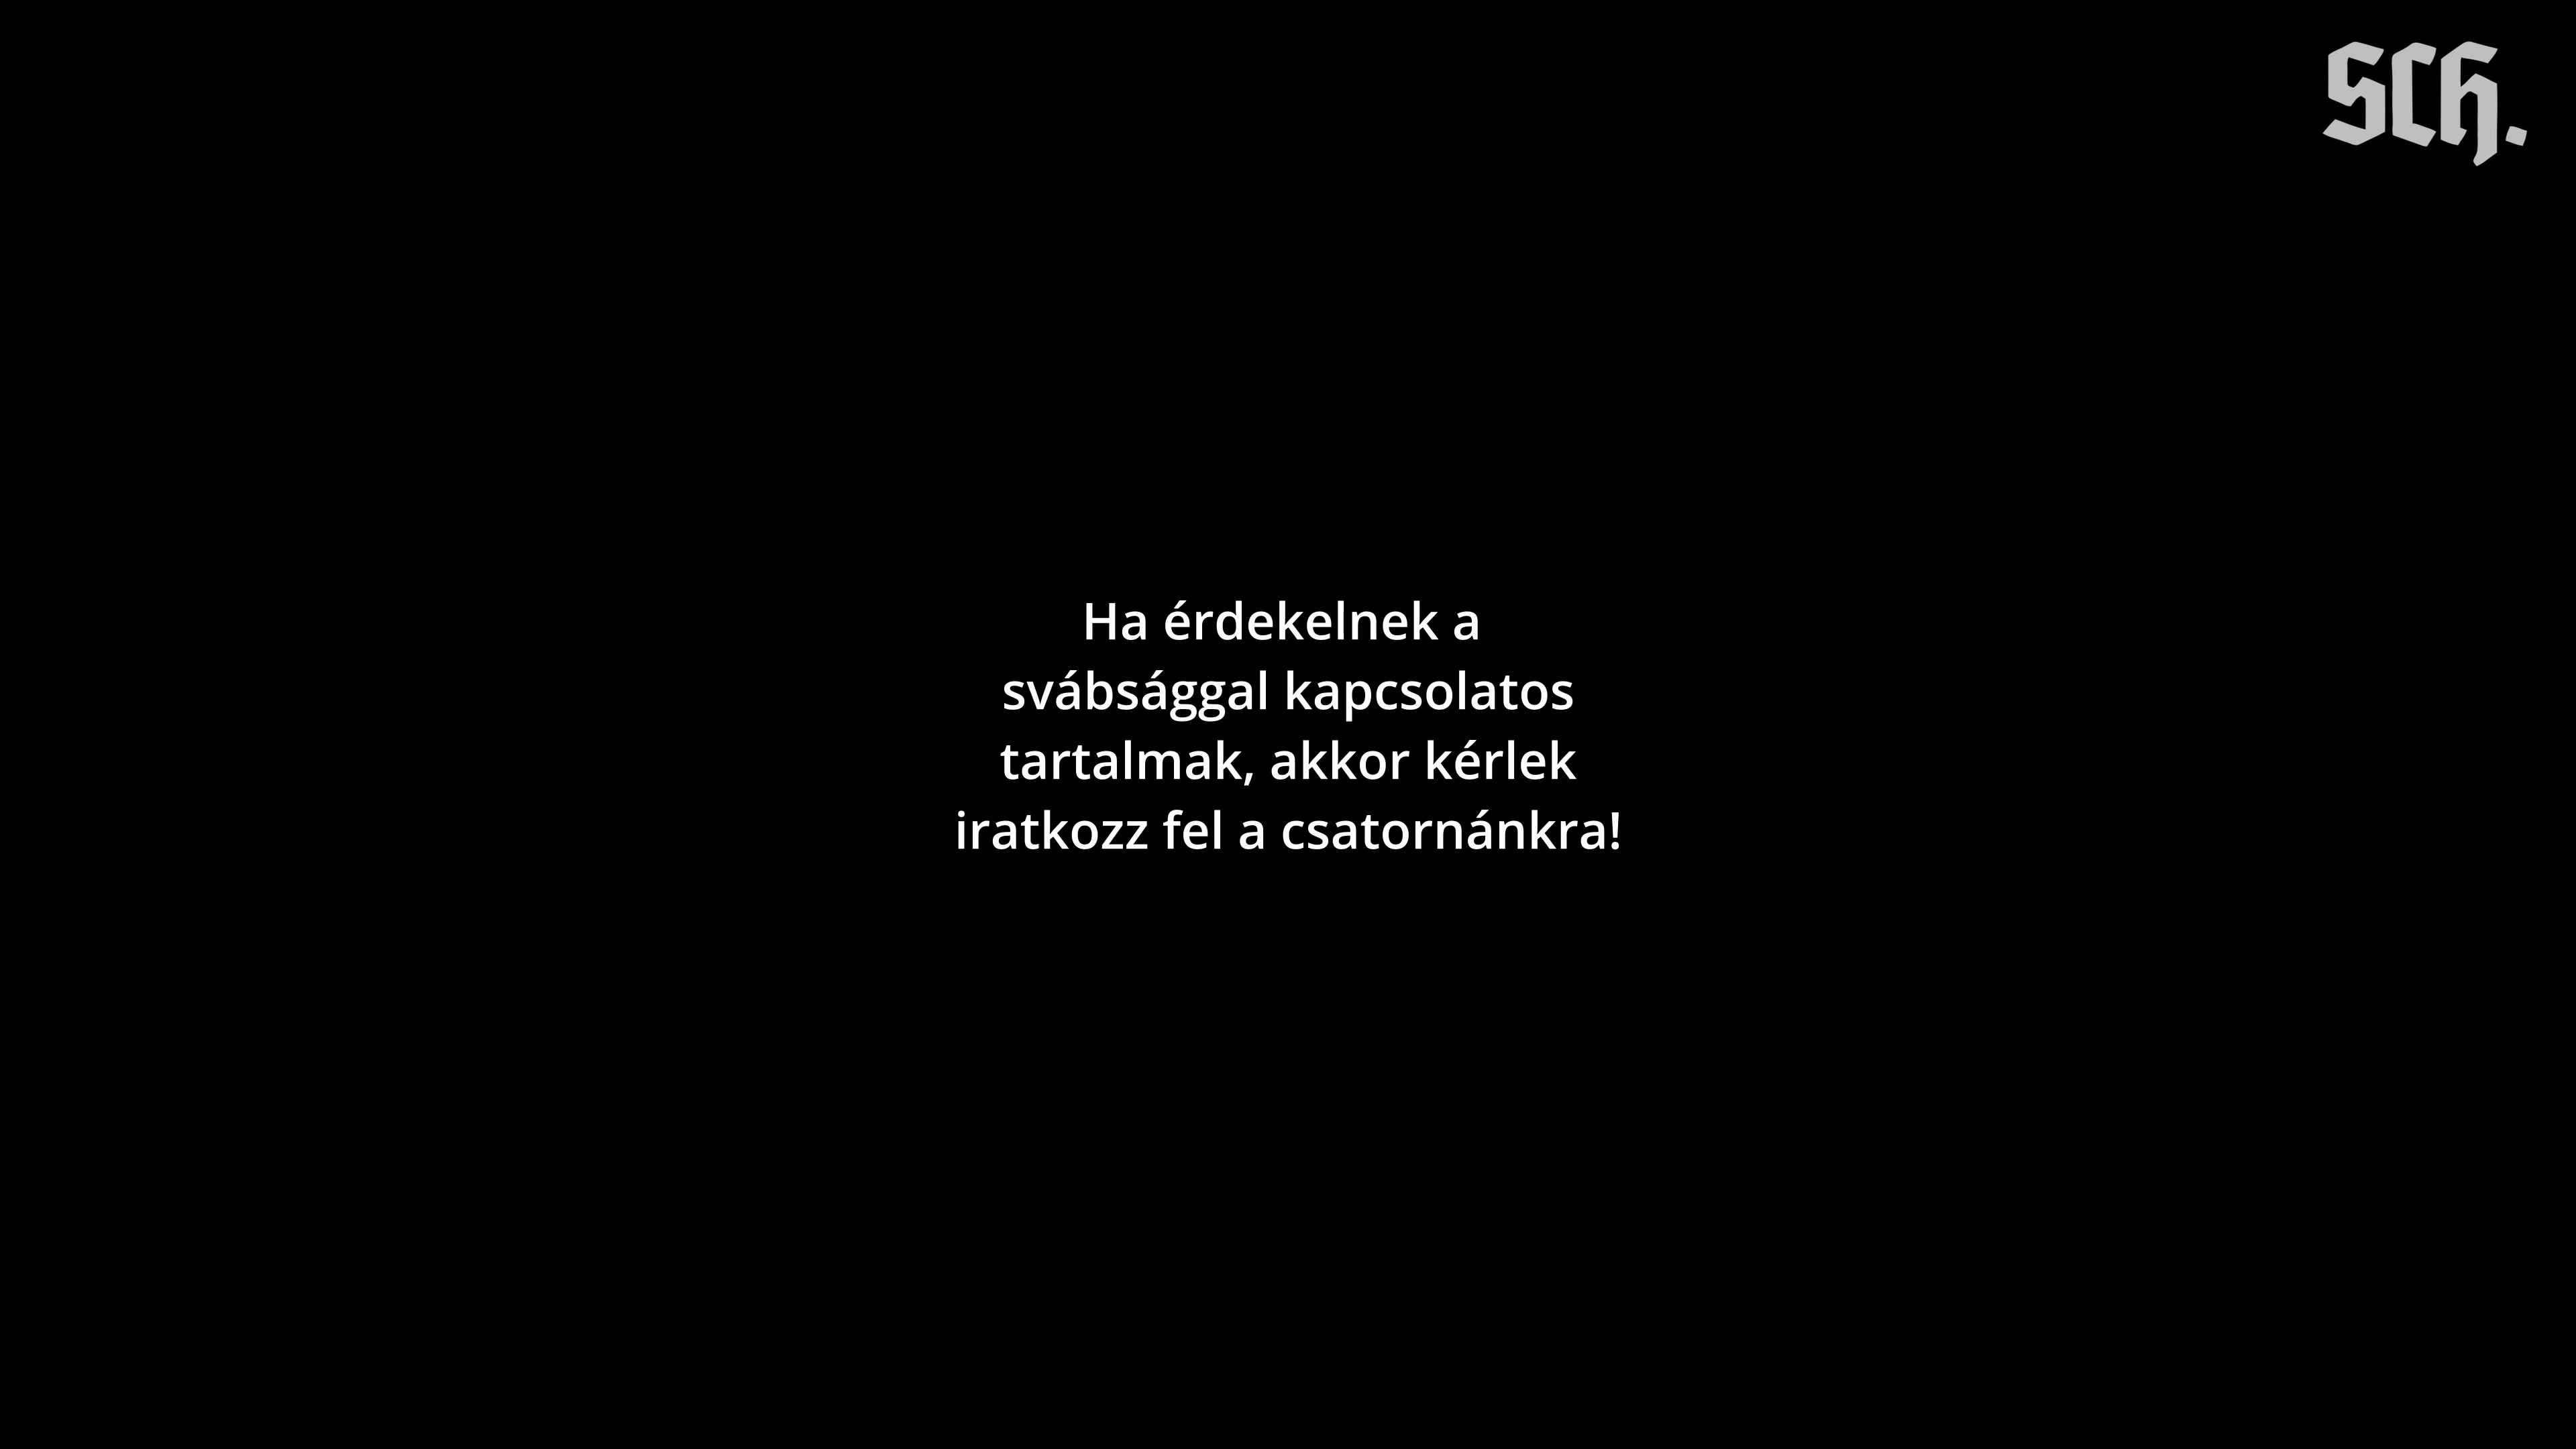 sch.
Ha érdekelnek a
svábsággal kapcsolatos
tartalmak, akkor kérlek
iratkozz fel a csatornánkra!